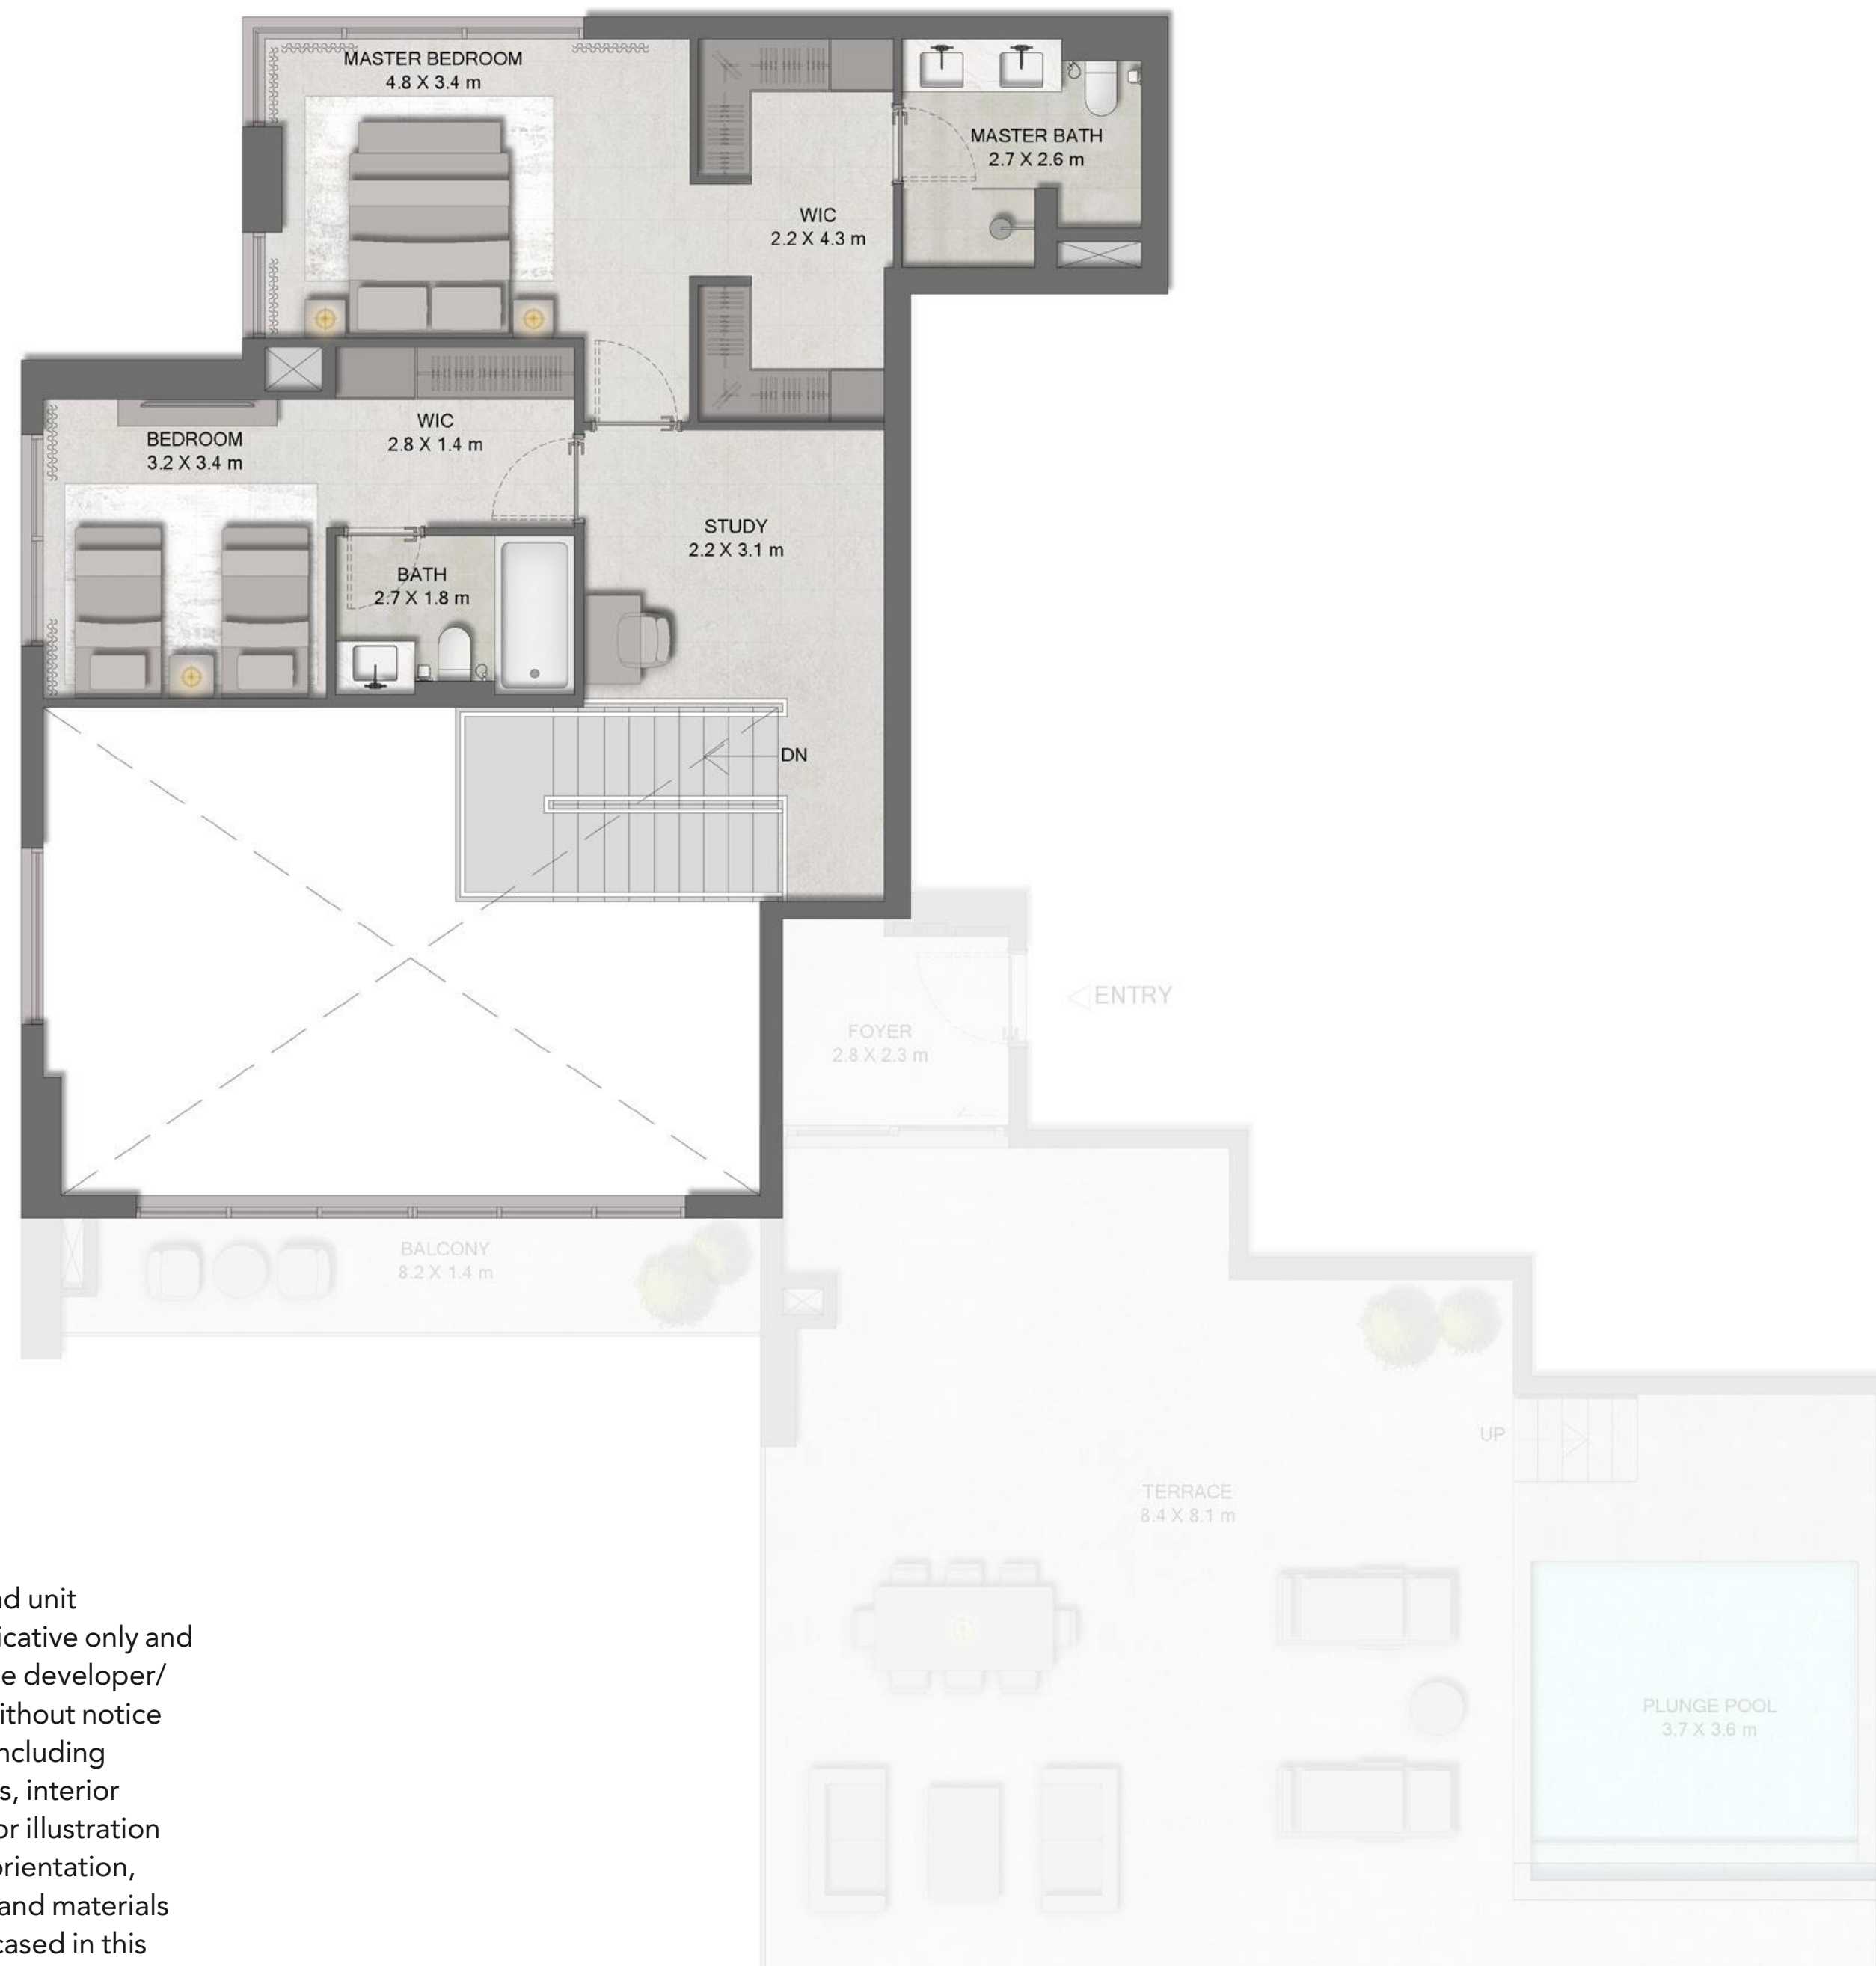 MASTER BEDROOM
4.8 X 3.4 m
MASTER BATH
2.7 X 2.6 m
WIC
2.2 X 4.3 m
WIC
2.8 X 1.4 m
BEDROOM
3.2 X 3.4 m
STUDY
2.2 X 3.1 m
BATH
2.7 X 1.8 m
DN
ENTRY
FOYER
2.8 X 2.3 m
BALCONY
8.2 X 1.4 m
UP
TERRACE
8.4 X 8.1 m
PLUNGE POOL
3.7 X 3.6 m
unit
icative only and
e developer/
ithout notice
ncluding
s, interior
or illustration
orientation,
and materials
cased in this